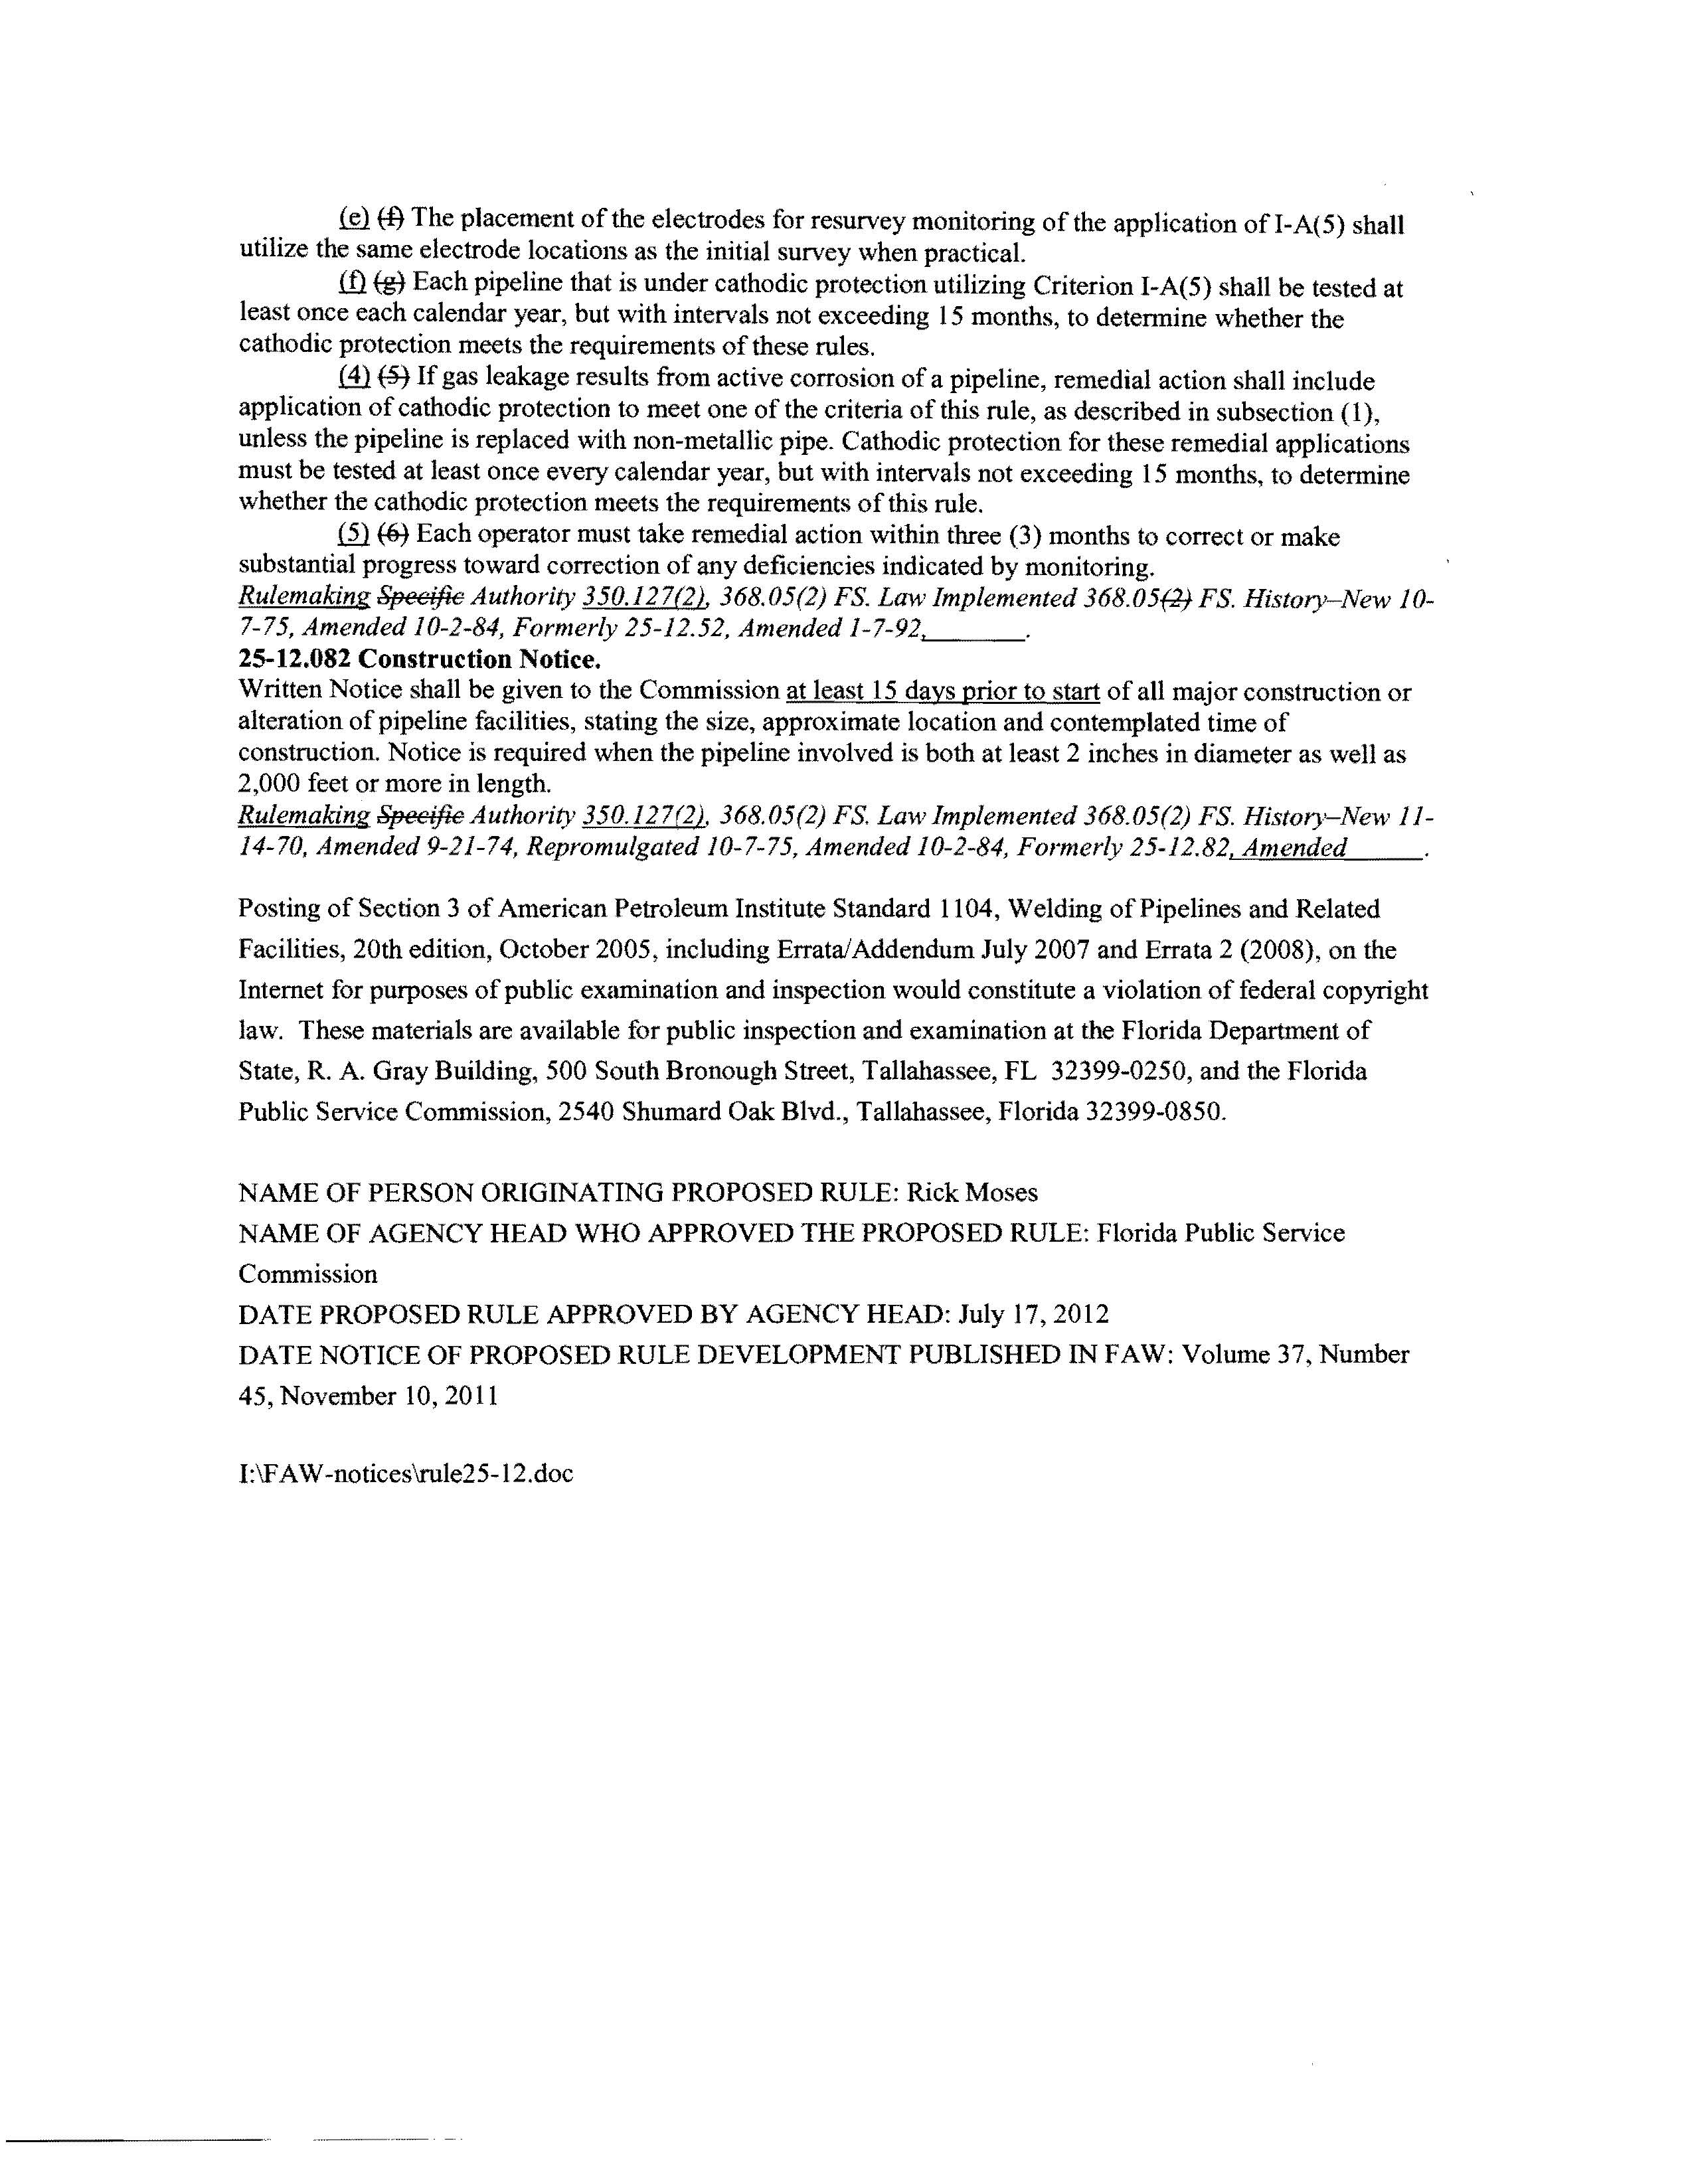 (e) (f) The placement of the electrodes for resurvey monitoring of the application of I-A(5) shall
utilize the same electrode locations as the initial survey when practical.
(f) (g) Each pipeline that is under cathodic protection utilizing Criterion I-A(5) shall be tested at
least once each calendar year, but with intervals not exceeding 15 months, to determine whether the
cathodic protection meets the requirements of these rules.
(4) (5) If gas leakage results from active corrosion of a pipeline, remedial action shall include
application of cathodic protection to meet one of the criteria of this rule, as described in subsection (1),
unless the pipeline is replaced with non-metallic pipe. Cathodic protection for these remedial applications
must be tested at least once every calendar year, but with intervals not exceeding 15 months, to determine
whether the cathodic protection meets the requirements of this rule.
(5) (6) Each operator must take remedial action within three (3) months to correct or make
substantial progress toward correction of any deficiencies indicated by monitoring.
Rulemaking Specific Authority 350.127(2), 368.05(2) FS. Law Implemented 368.05(2) FS. History–New 10-
7-75, Amended 10-2-84, Formerly 25-12.52, Amended 1-7-92,________.
25-12.082 Construction Notice.
Written Notice shall be given to the Commission at least 15 days prior to start of all major construction or
alteration of pipeline facilities, stating the size, approximate location and contemplated time of
construction. Notice is required when the pipeline involved is both at least 2 inches in diameter as well as
2,000 feet or more in length.
Rulemaking Specific Authority 350.127(2), 368.05(2) FS. Law Implemented 368.05(2) FS. History–New 11-
14-70, Amended 9-21-74, Repromulgated 10-7-75, Amended 10-2-84, Formerly 25-12.82, Amended ______.
Posting of Section 3 of American Petroleum Institute Standard 1104, Welding of Pipelines and Related
Facilities, 20th edition, October 2005, including Errata/Addendum July 2007 and Errata 2 (2008), on the
Internet for purposes of public examination and inspection would constitute a violation of federal copyright
law. These materials are available for public inspection and examination at the Florida Department of
State, R. A. Gray Building, 500 South Bronough Street, Tallahassee, FL 32399-0250, and the Florida
Public Service Commission, 2540 Shumard Oak Blvd., Tallahassee, Florida 32399-0850.
NAME OF PERSON ORIGINATING PROPOSED RULE: Rick Moses
NAME OF AGENCY HEAD WHO APPROVED THE PROPOSED RULE: Florida Public Service
Commission
DATE PROPOSED RULE APPROVED BY AGENCY HEAD: July 17, 2012
DATE NOTICE OF PROPOSED RULE DEVELOPMENT PUBLISHED IN FAW: Volume 37, Number
45, November 10, 2011
I:\FAW-notices\rule25-12.doc